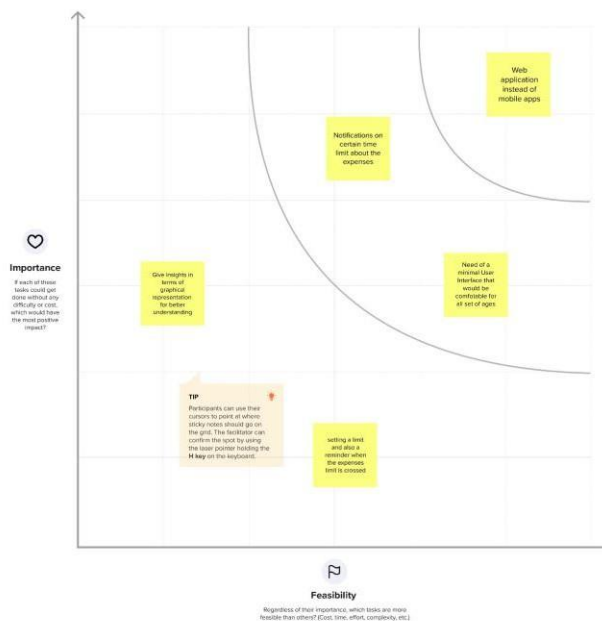 Web
application
instead of
mobile apps
Notifications on
certain time
limit about the
expenses
Importance
If each of these
tasks could get
done without any
difficulty or cost,
which would have
the most positive
impact?
Give insights in
terms of
graphical
representation
for better
understanding
Need of a
minimal User
Interface that
would be
comfotable for
all set of ages
TIP
Participants can use their
cursors to point at where
sticky notes should go on
the grid. The facilitator can
confirm the spot by using
the laser pointer holding the
H key on the keyboard.
setting a limit
and also a
reminder when
the expenses
limit is crossed
Feasibility
Regardless of their importance, which tasks are more
feasible than others? (Cost, time, effort, complexity, etc.)